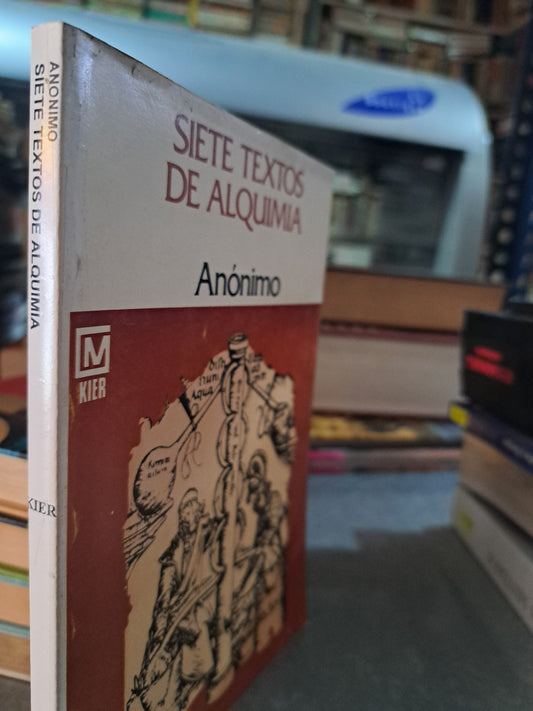 ANONIMO
SIETE TEXTOS DE ALQUIMIA
KIER
SIETE TEXTOS
DE ALQUIMIA
Anónimo
M
KIER